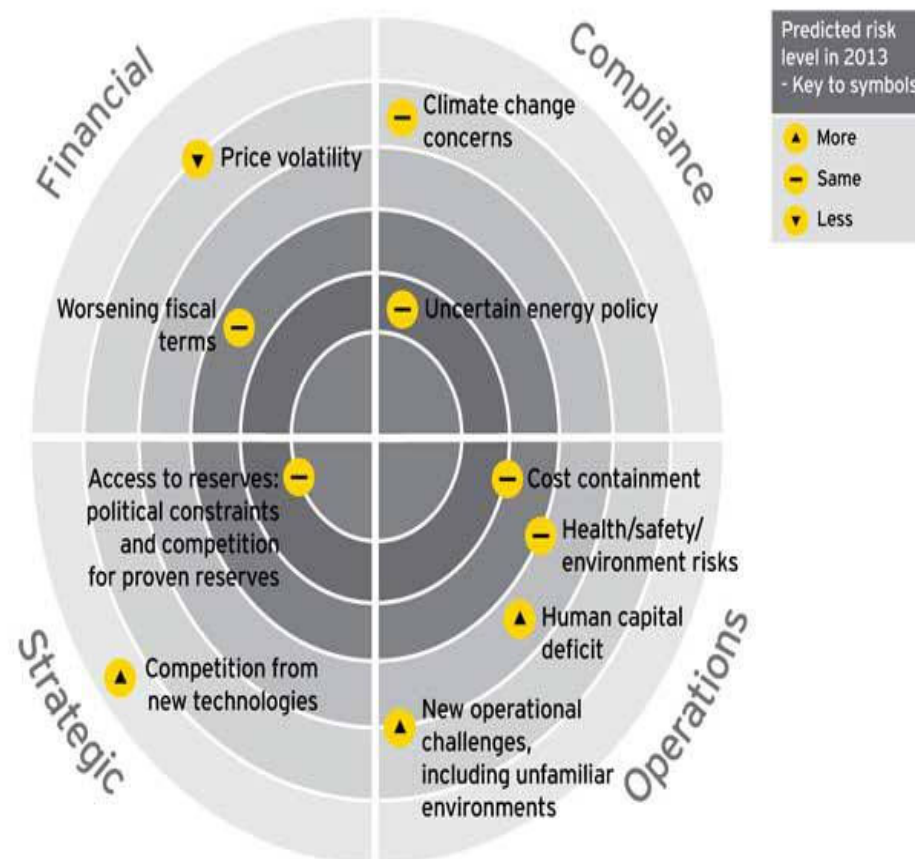 Financial
Compliance
Predicted risk
level in 2013
- Key to symbols
More
Same
Less
Climate change
concerns
Price volatility
Worsening fiscal
terms
Uncertain energy policy
Access to reserves:
political constraints
and competition
for proven reserves
Cost containment
Health/safety/
environment risks
Human capital
deficit
Competition from
new technologies
New operational
challenges,
including unfamiliar
environments
Strategic
Operations